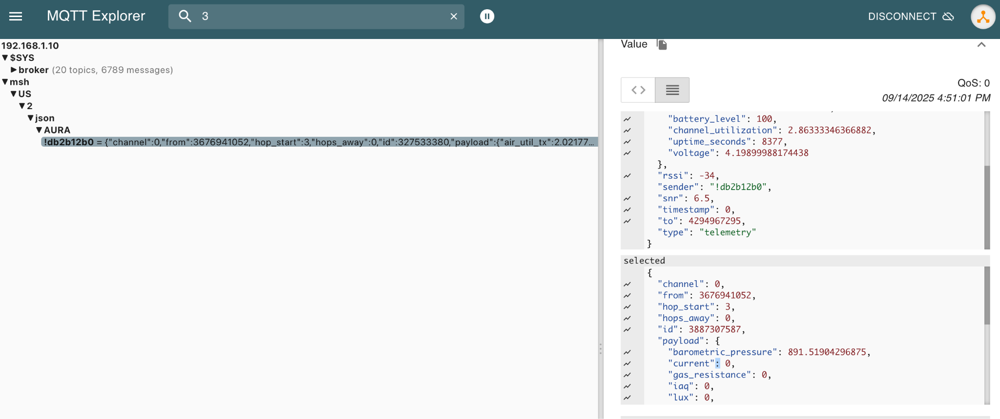 MQTT Explorer
3
DISCONNECT
192.168.1.10
$SYS
broker (20 topics, 6789 messages)
msh
US
2
json
AURA
!db2b12b0 = {"channel":0,"from":3676941052,"hop_start":3,"hops_away":0,"id":327533380,"payload":{"air_util_tx":2.02177...
Value
QoS: 0
09/14/2025 4:51:01 PM
"battery_level": 100,
"channel_utilization": 2.86333346366882,
"uptime_seconds": 8377,
"voltage": 4.19899988174438
},
"rssi": -34,
"sender": "!db2b12b0",
"snr": 6.5,
"timestamp": 0,
"to": 4294967295,
"type": "telemetry"
}
selected
{
"channel": 0,
"from": 3676941052,
"hop_start": 3,
"hops_away": 0,
"id": 3887307587,
"payload": {
"barometric_pressure": 891.51904296875,
"current": 0,
"gas_resistance": 0,
"iaq": 0,
"lux": 0,